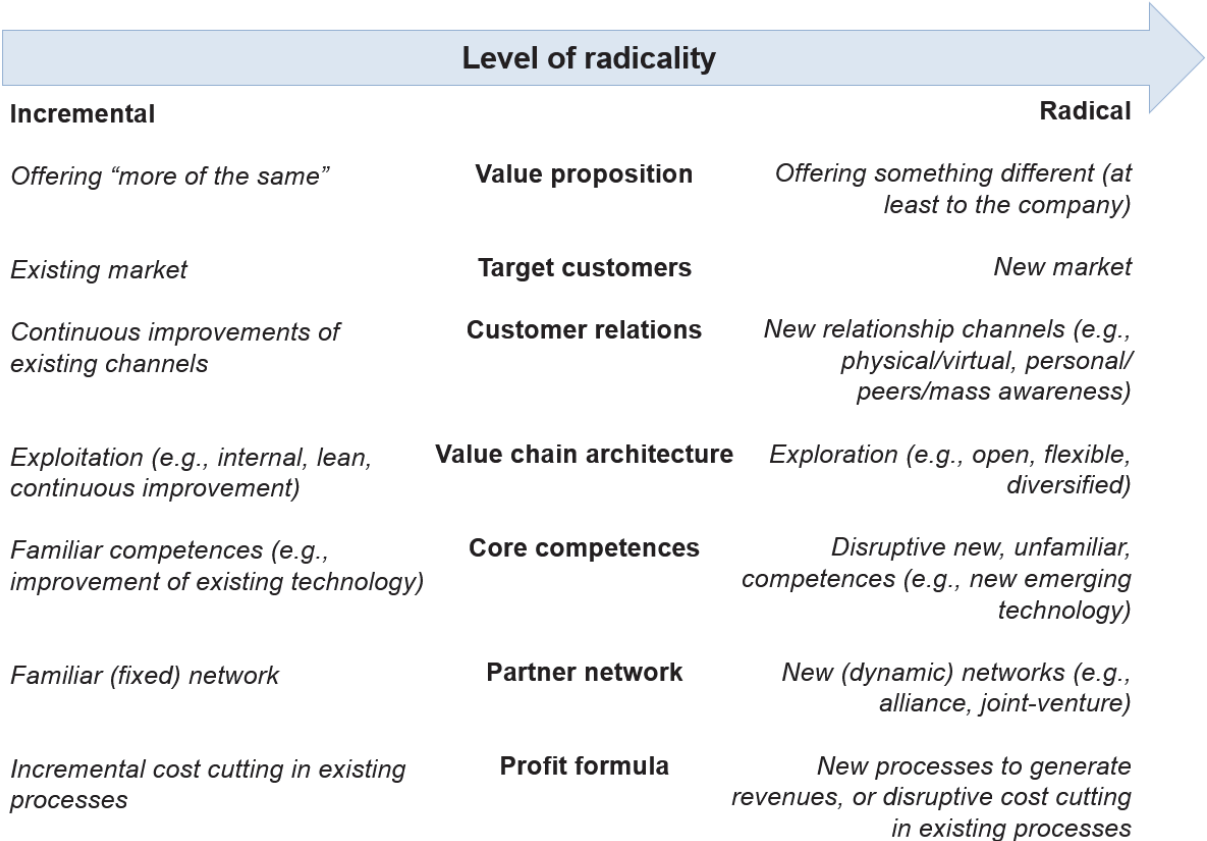 Level of radicality
Incremental
Radical
Offering “more of the same”
Value proposition
Offering something different (at
least to the company)
Existing market
Target customers
New market
Continuous improvements of
existing channels
Customer relations
New relationship channels (e.g.,
physical/virtual, personal/
peers/mass awareness)
Exploitation (e.g., internal, lean,
continuous improvement)
Value chain architecture
Exploration (e.g., open, flexible,
diversified)
Familiar competences (e.g.,
improvement of existing technology)
Core competences
Disruptive new, unfamiliar,
competences (e.g., new emerging
technology)
Familiar (fixed) network
Partner network
New (dynamic) networks (e.g.,
alliance, joint-venture)
Incremental cost cutting in existing
processes
Profit formula
New processes to generate
revenues, or disruptive cost cutting
in existing processes